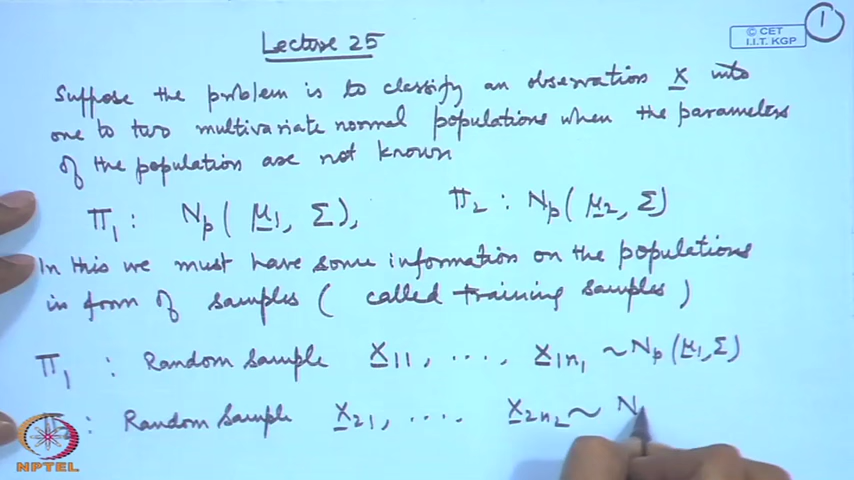 Lecture 25
© CET
I.I.T. KGP
1
Suppose the problem is to classify an observation x into
one to two multivariate normal populations when the parameters
of the population are not known
Π₁ : Nₚ( μ₁, Σ), Π₂ : Nₚ( μ₂, Σ)
In this we must have some information on the populations
in form of samples ( called training samples )
Π₁ : Random sample x₁₁, .... x₁ₙ₁ ~ Nₚ (μ₁, Σ)
: Random sample x₂₁, .... x₂ₙ₂ ~ N
NPTEL